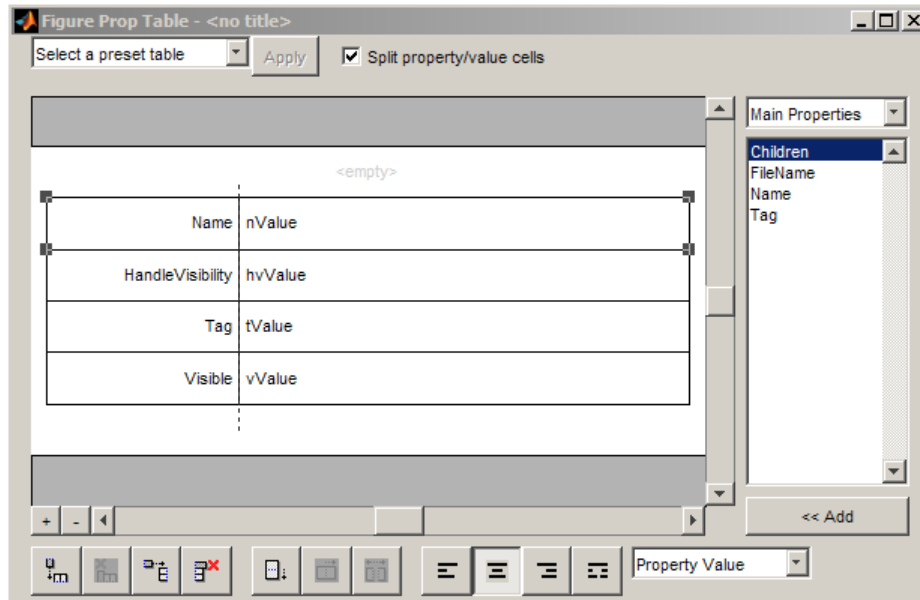 Figure Prop Table - <no title>
Select a preset table
Apply
Split property/value cells
Main Properties
Children
FileName
Name
Tag
<empty>
Name nValue
HandleVisibility hvValue
Tag tValue
Visible vValue
<< Add
+ -
Property Value